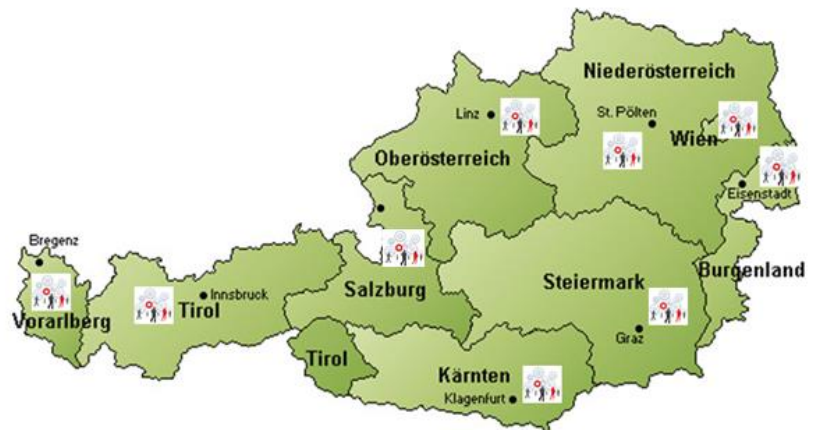 Niederösterreich
Linz
St. Pölten
Wien
Oberösterreich
Eisenstadt
Bregenz
Burgenland
Steiermark
Innsbruck
Salzburg
Tirol
Vorarlberg
Graz
Tirol
Kärnten
Klagenfurt